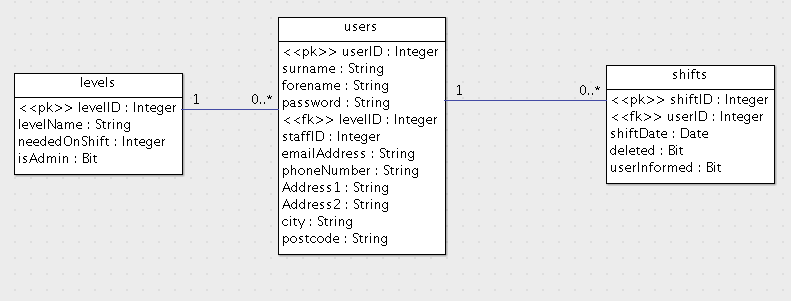 levels
<<pk>> levelID : Integer
levelName : String
neededOnShift : Integer
isAdmin : Bit
1
0..*
users
<<pk>> userID : Integer
surname : String
forename : String
password : String
<<fk>> levelID : Integer
staffID : Integer
emailAddress : String
phoneNumber : String
Address1 : String
Address2 : String
city : String
postcode : String
1
0..*
shifts
<<pk>> shiftID : Integer
<<fk>> userID : Integer
shiftDate : Date
deleted : Bit
userInformed : Bit